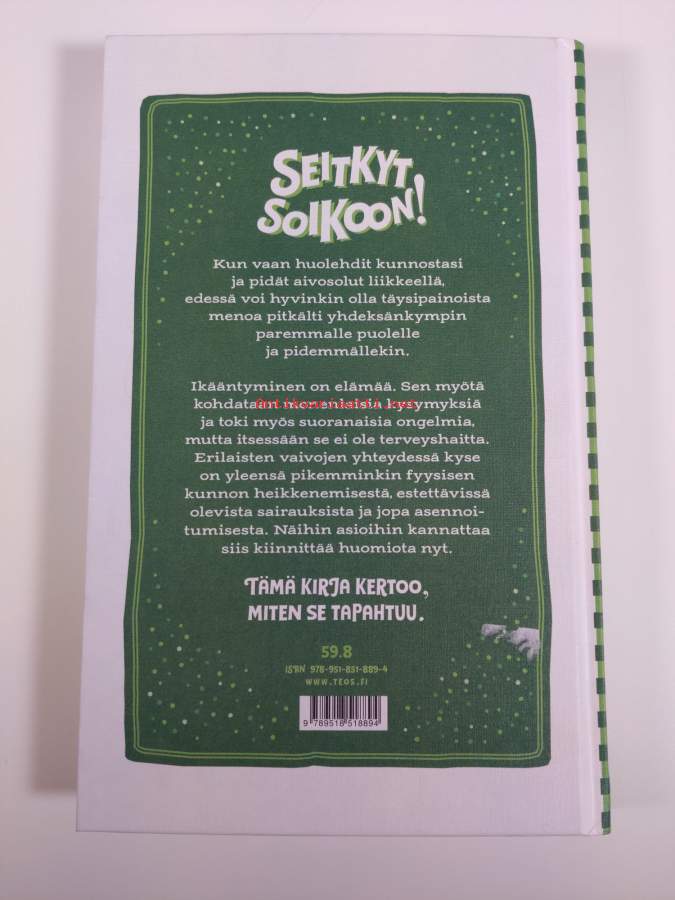 SEITKYT
SOIKOON!
Kun vaan huolehdit kunnostasi
ja pidät aivosolut liikkeellä,
edessä voi hyvinkin olla täysipainoista
menoa pitkälti yhdeksänkympin
paremmalle puolelle
ja pidemmällekin.
Ikääntyminen on elämää. Sen myötä
kohdataan monenlaisia kysymyksiä
ja toki myös suoranaisia ongelmia,
mutta itsessään se ei ole terveyshaitta.
Erilaisten vaivojen yhteydessä kyse
on yleensä pikemminkin fyysisen
kunnon heikkenemisestä, estettävissä
olevista sairauksista ja jopa asennoi-
tumisesta. Näihin asioihin kannattaa
siis kiinnittää huomiota nyt.
TÄMÄ KIRJA KERTOO,
MITEN SE TAPAHTUU.
59.8
ISBN 978-951-851-889-4
WWW.TEOS.FI
9 789518 518894